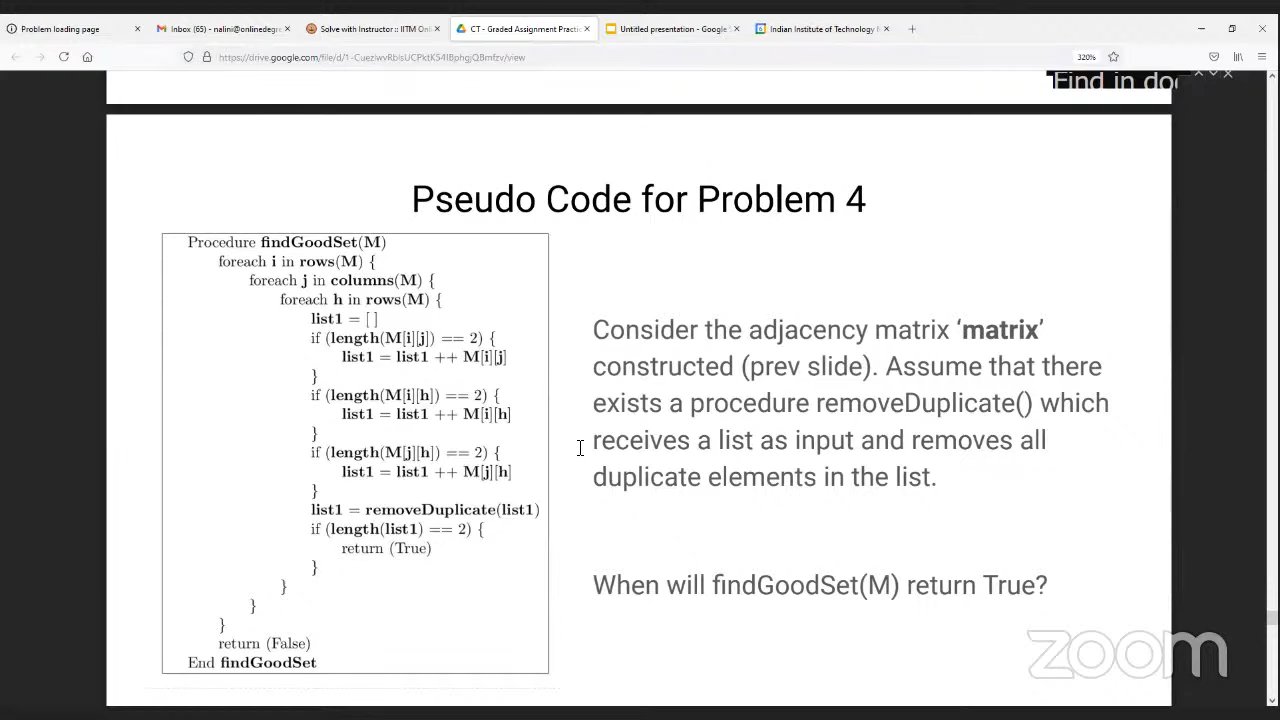 Problem loading page
Inbox (65) - nalini@onlinedegre
Solve with Instructor :: IITM Onl
CT - Graded Assignment Practic
Untitled presentation - Google S
Indian Institute of Technology
320%
Find in doc
Pseudo Code for Problem 4
Procedure findGoodSet(M)
foreach i in rows(M) {
foreach j in columns(M) {
foreach h in rows(M) {
list1 = [ ]
if (length(M[i][j]) == 2) {
list1 = list1 ++ M[i][j]
}
if (length(M[i][h]) == 2) {
list1 = list1 ++ M[i][h]
}
if (length(M[j][h]) == 2) {
list1 = list1 ++ M[j][h]
}
list1 = removeDuplicate(list1)
if (length(list1) == 2) {
return (True)
}
}
}
}
return (False)
End findGoodSet
Consider the adjacency matrix ‘matrix’
constructed (prev slide). Assume that there
exists a procedure removeDuplicate() which
receives a list as input and removes all
duplicate elements in the list.
When will findGoodSet(M) return True?
zoom